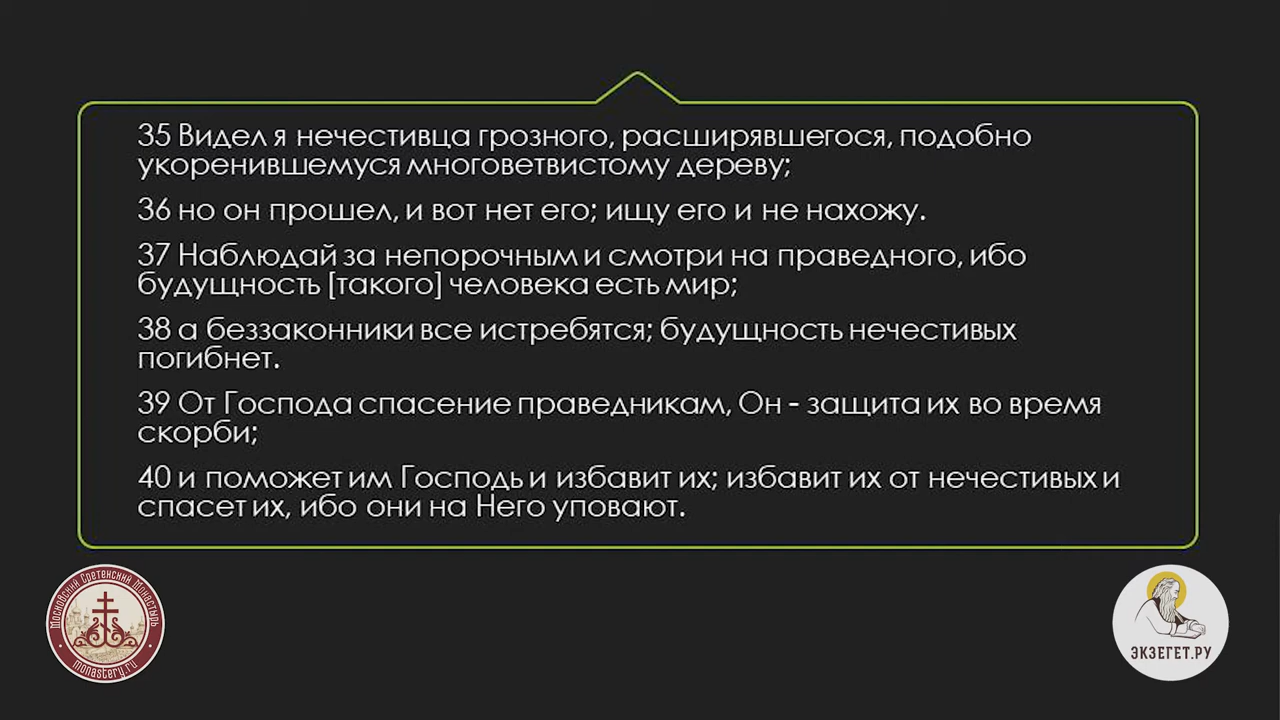 35 Видел я нечестивца грозного, расширявшегося, подобно
укоренившемуся многоветвистому дереву;
36 но он прошел, и вот нет его; ищу его и не нахожу.
37 Наблюдай за непорочным и смотри на праведного, ибо
будущность [такого] человека есть мир;
38 а беззаконники все истребятся; будущность нечестивых
погибнет.
39 От Господа спасение праведникам, Он - защита их во время
скорби;
40 и поможет им Господь и избавит их; избавит их от нечестивых и
спасет их, ибо они на Него уповают.
Московский Сретенский Монастырь
monastery.ru
ЭКЗЕГЕТ.РУ